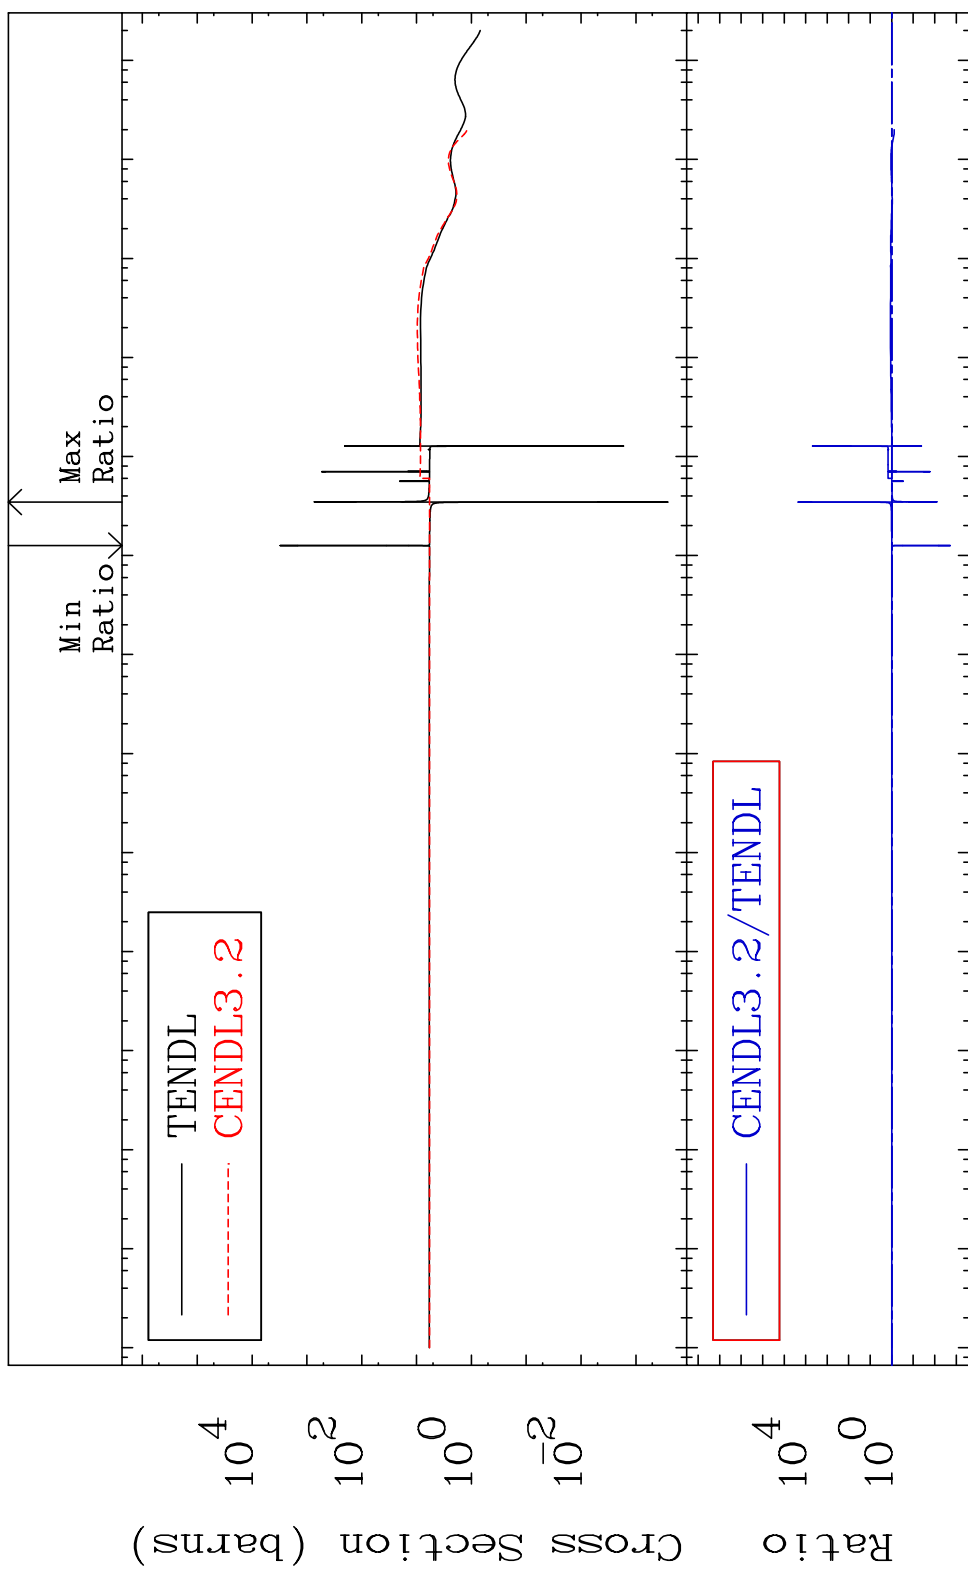 Min
Ratio
Max
Ratio
TENDL
CENDL3.2
CENDL3.2/TENDL
10^4
10^2
10^0
10^-2
Cross Section (barns)
10^4
10^0
Ratio